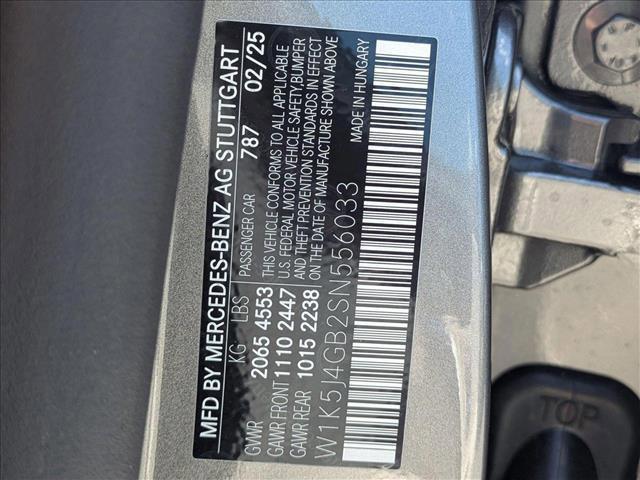 MFD BY MERCEDES-BENZ AG STUTTGART
KG LBS PASSENGER CAR 787 02/25
GVWR 2065 4553
GAWR FRONT 1110 2447
GAWR REAR 1015 2238
THIS VEHICLE CONFORMS TO ALL APPLICABLE
U.S. FEDERAL MOTOR VEHICLE SAFETY, BUMPER
AND THEFT PREVENTION STANDARDS IN EFFECT
ON THE DATE OF MANUFACTURE SHOWN ABOVE
W1K5J4GB2SN556033
MADE IN HUNGARY
TOP